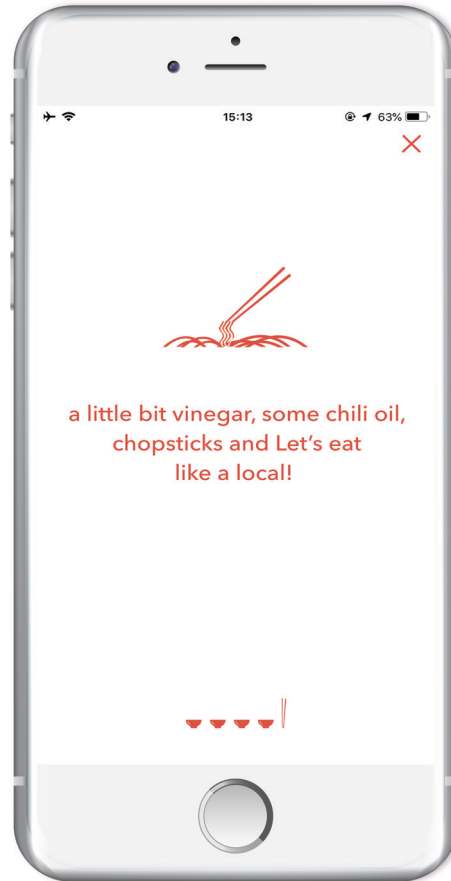 15:13
63%
a little bit vinegar, some chili oil,
chopsticks and Let's eat
like a local!